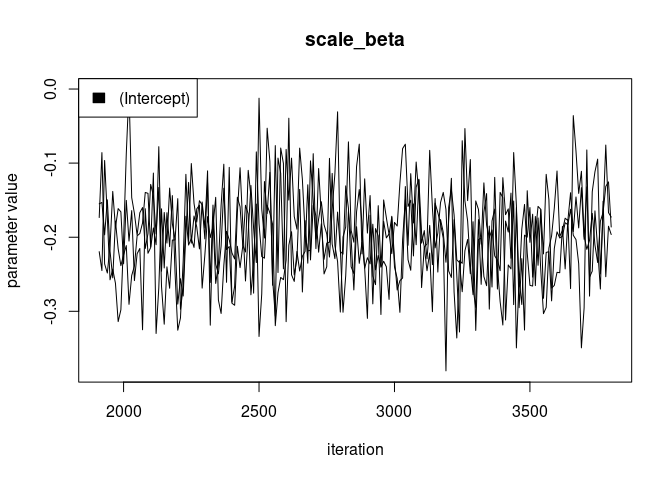 scale_beta
(Intercept)
0.0
-0.1
-0.2
-0.3
parameter value
2000
2500
3000
3500
iteration